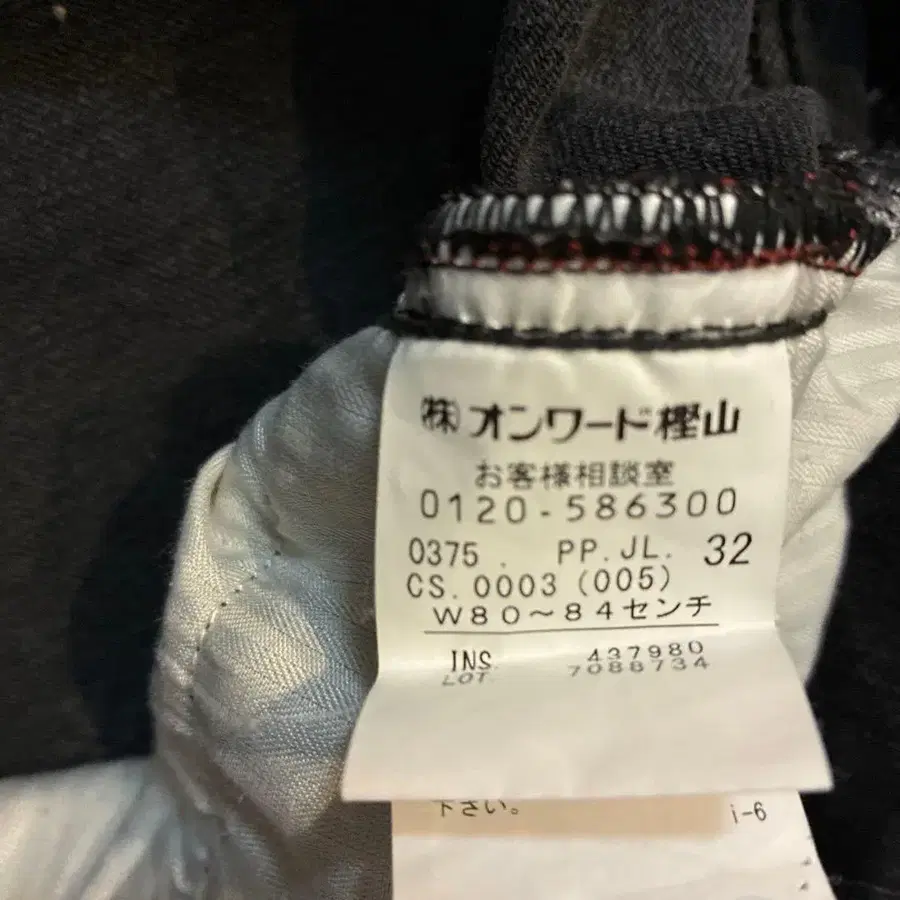 ㈱オンワード樫山
お客様相談室
0120-586300
0375. PP.JL. 32
CS.0003(005)
W80～84センチ
INS. 437980
LOT. 7088734
下さい。
i-6